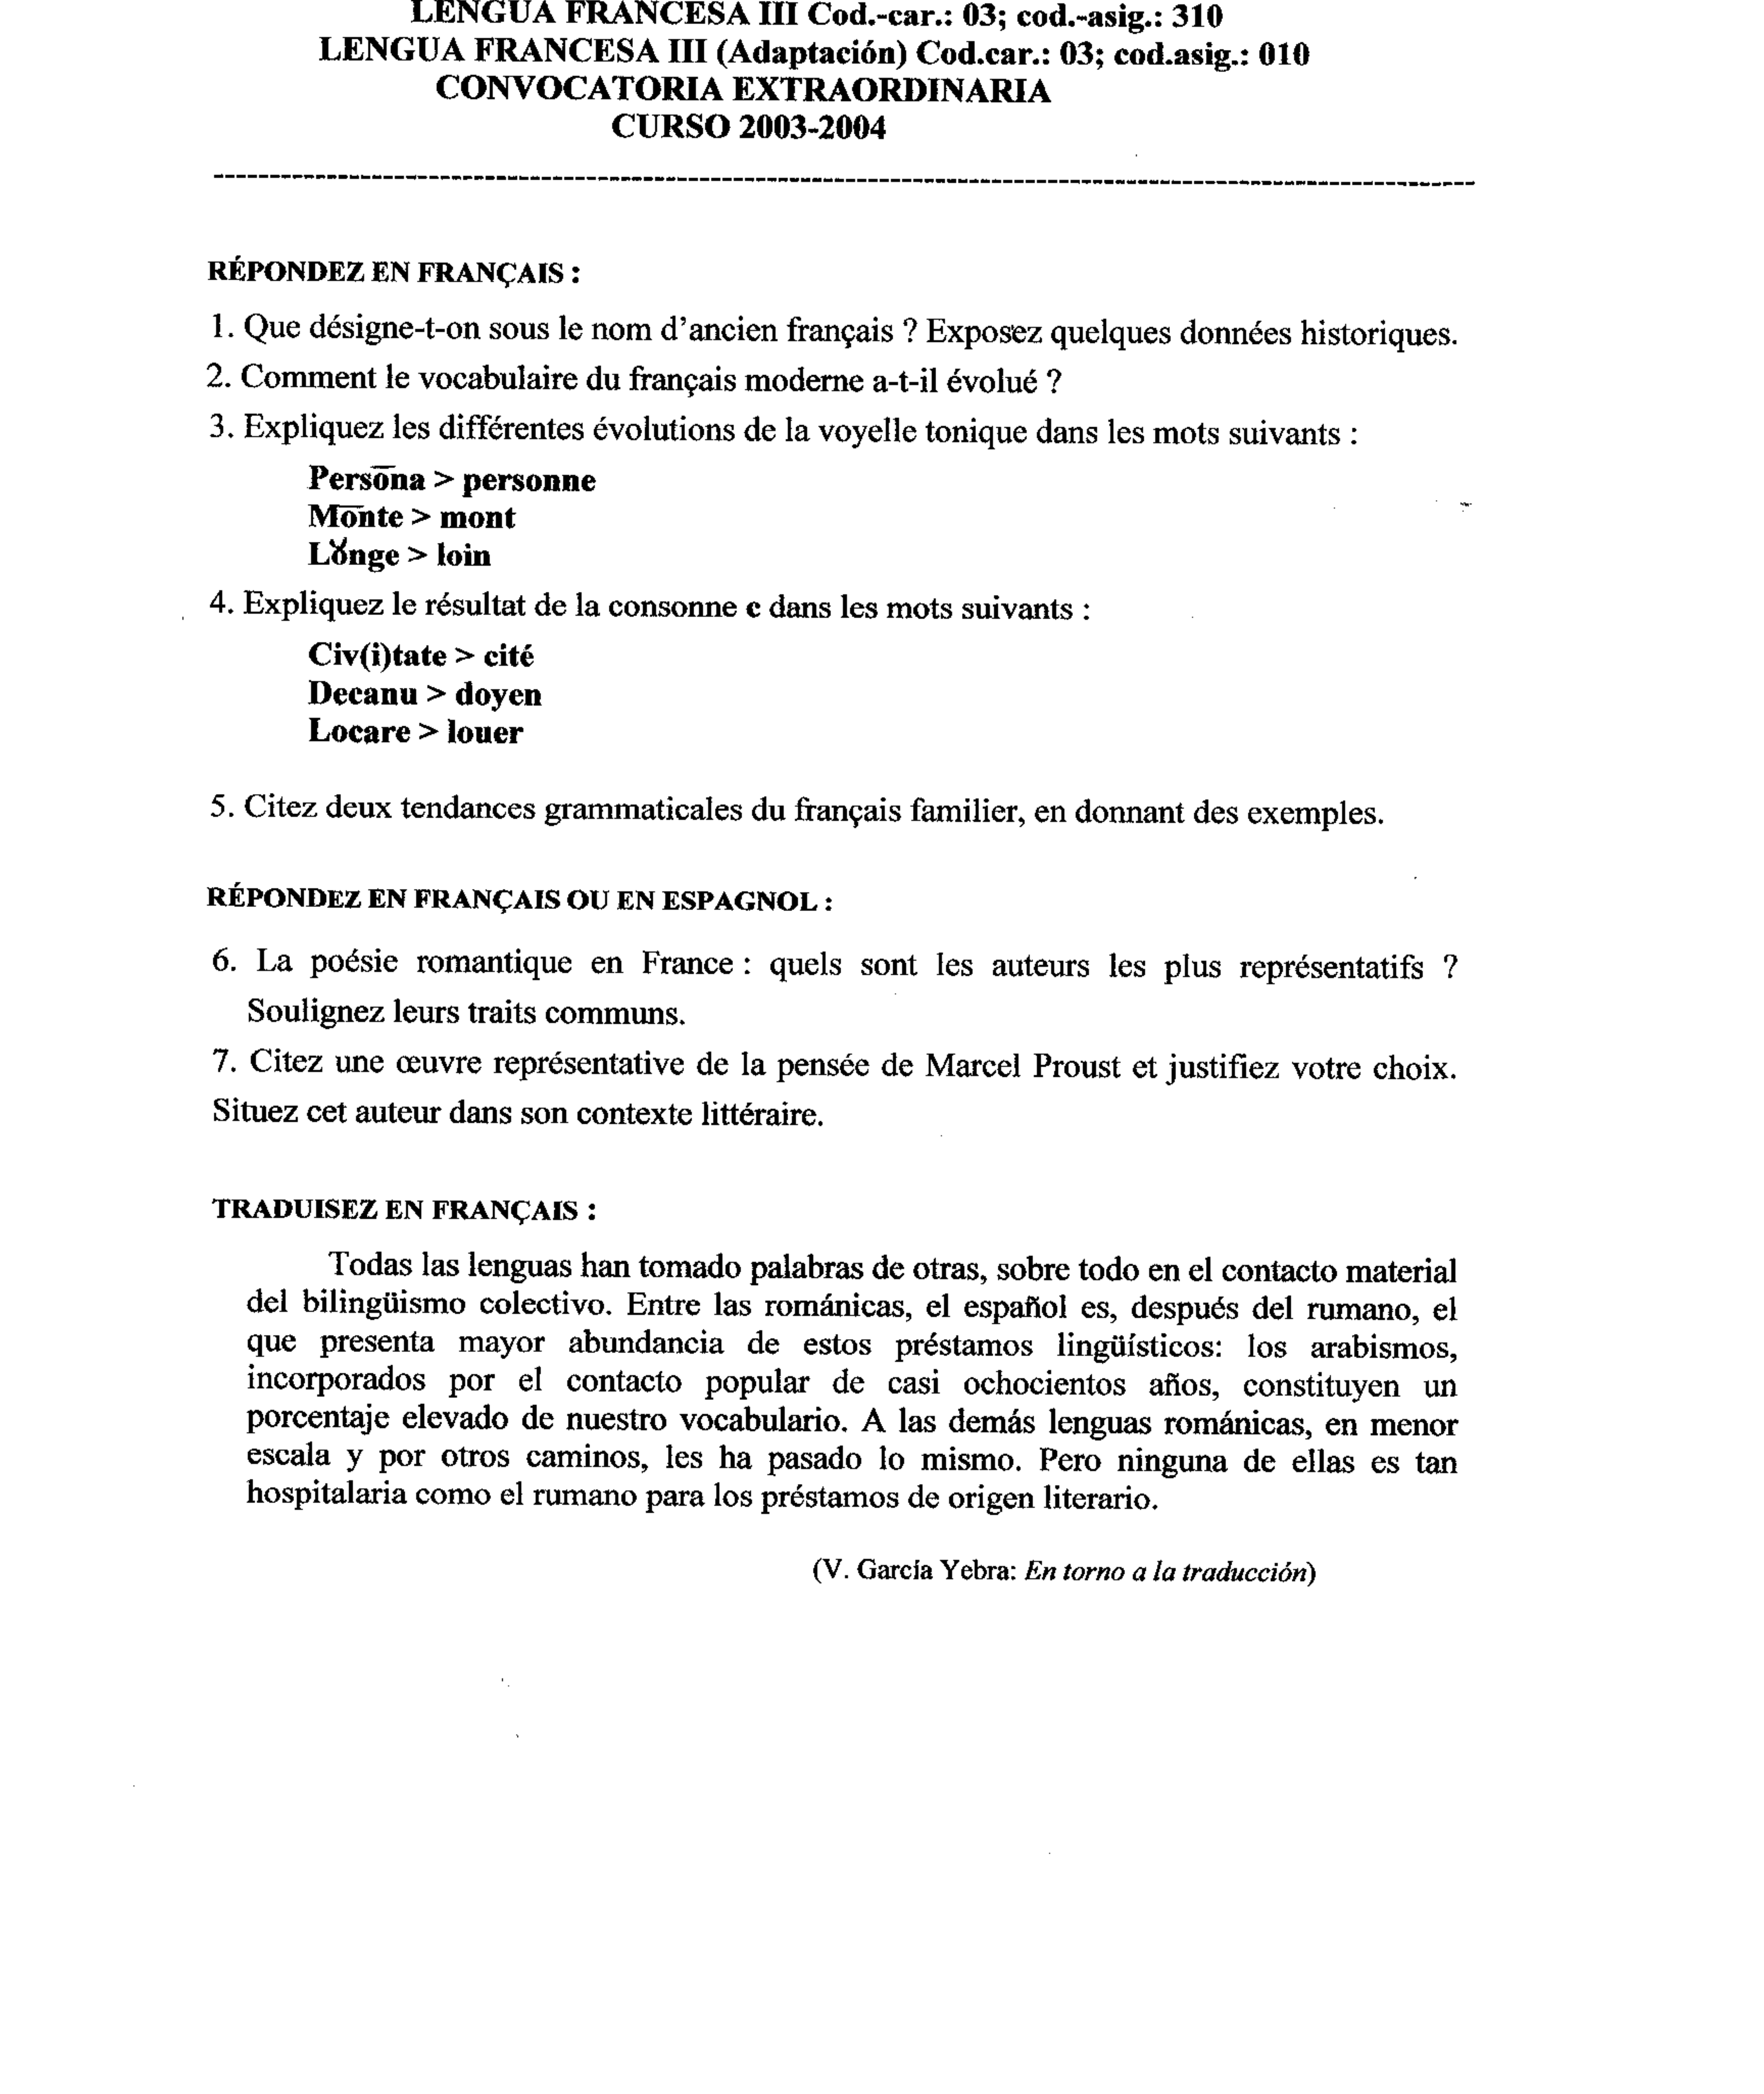 LENGUA FRANCESA III Cod.-car.: 03; cod.-asig.: 310
LENGUA FRANCESA III (Adaptación) Cod.car.: 03; cod.asig.: 010
CONVOCATORIA EXTRAORDINARIA
CURSO 2003-2004
RÉPONDEZ EN FRANÇAIS :
1. Que désigne-t-on sous le nom d'ancien français ? Exposez quelques données historiques.
2. Comment le vocabulaire du français moderne a-t-il évolué ?
3. Expliquez les différentes évolutions de la voyelle tonique dans les mots suivants :
Persōna > personne
Mōnte > mont
Lŏnge > loin
4. Expliquez le résultat de la consonne c dans les mots suivants :
Civ(i)tate > cité
Decanu > doyen
Locare > louer
5. Citez deux tendances grammaticales du français familier, en donnant des exemples.
RÉPONDEZ EN FRANÇAIS OU EN ESPAGNOL :
6. La poésie romantique en France : quels sont les auteurs les plus représentatifs ?
Soulignez leurs traits communs.
7. Citez une œuvre représentative de la pensée de Marcel Proust et justifiez votre choix.
Situez cet auteur dans son contexte littéraire.
TRADUISEZ EN FRANÇAIS :
Todas las lenguas han tomado palabras de otras, sobre todo en el contacto material
del bilingüismo colectivo. Entre las románicas, el español es, después del rumano, el
que presenta mayor abundancia de estos préstamos lingüísticos: los arabismos,
incorporados por el contacto popular de casi ochocientos años, constituyen un
porcentaje elevado de nuestro vocabulario. A las demás lenguas románicas, en menor
escala y por otros caminos, les ha pasado lo mismo. Pero ninguna de ellas es tan
hospitalaria como el rumano para los préstamos de origen literario.
(V. García Yebra: En torno a la traducción)